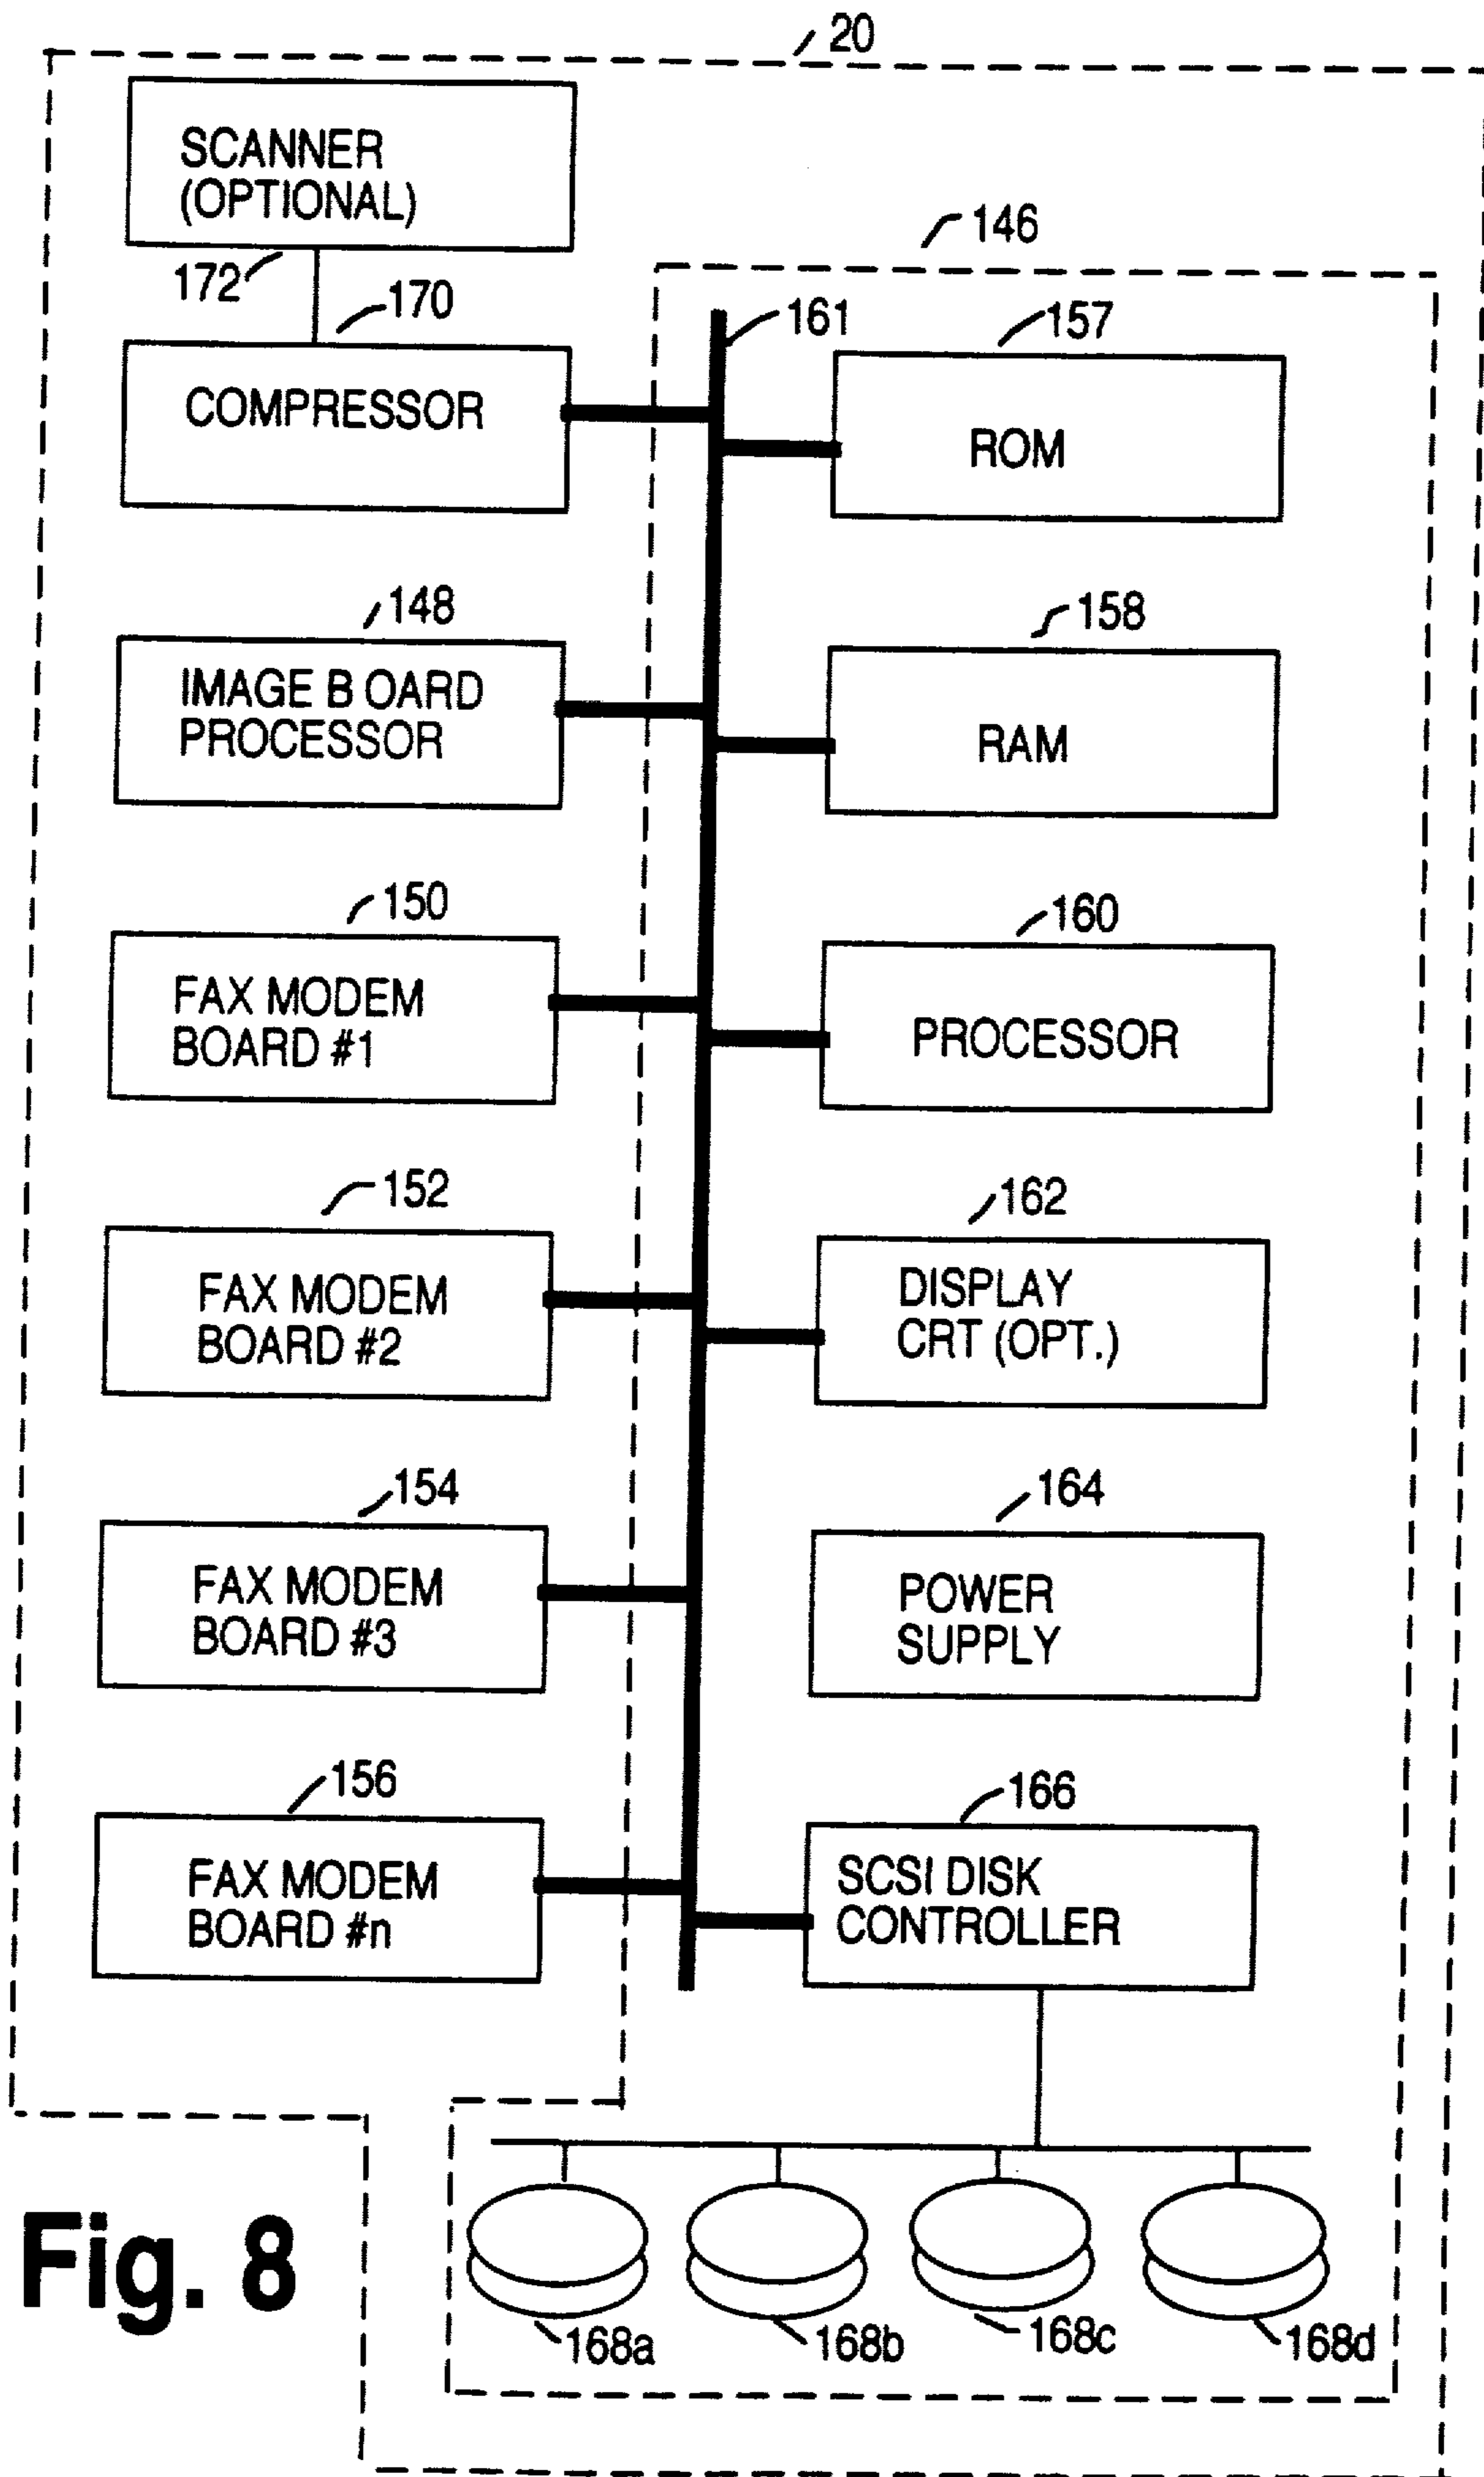 20
SCANNER
(OPTIONAL)
172
170
146
161
157
COMPRESSOR
ROM
148
158
IMAGE B OARD
PROCESSOR
RAM
150
160
FAX MODEM
BOARD #1
PROCESSOR
152
162
FAX MODEM
BOARD #2
DISPLAY
CRT (OPT.)
154
164
FAX MODEM
BOARD #3
POWER
SUPPLY
156
166
FAX MODEM
BOARD #n
SCSI DISK
CONTROLLER
168a
168b
168c
168d
Fig. 8